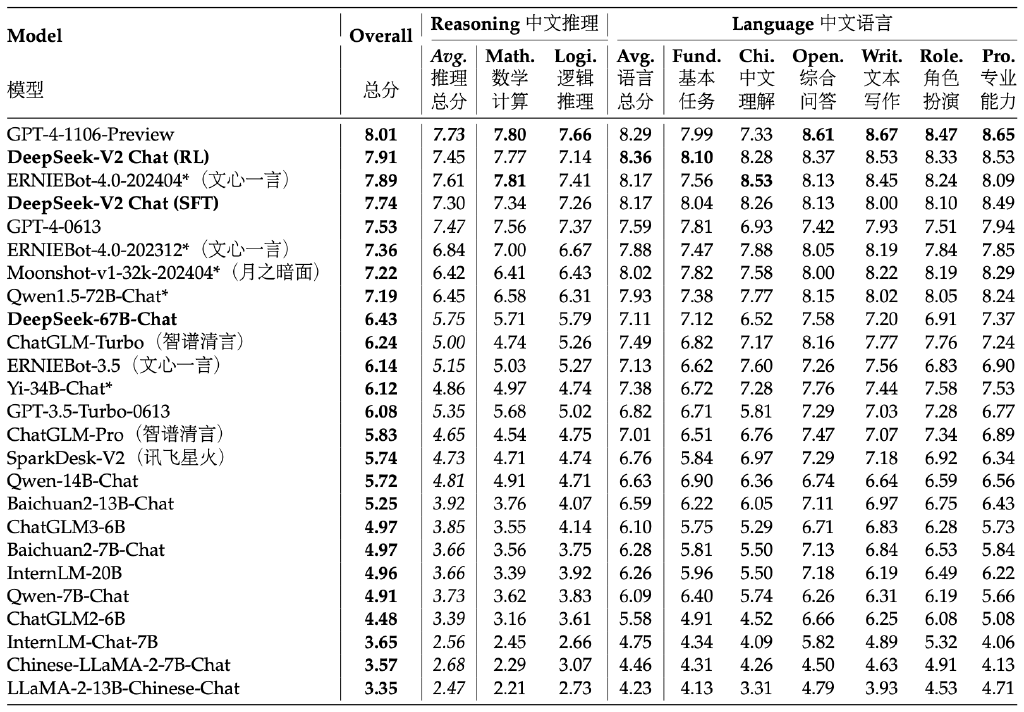 Model Overall Reasoning 中文推理 Language 中文语言
Avg. Math. Logi. Avg. Fund. Chi. Open. Writ. Role. Pro.
模型 总分 推理 数学 逻辑 语言 基本 中文 综合 文本 角色 专业
总分 计算 推理 总分 任务 理解 问答 写作 扮演 能力
GPT-4-1106-Preview 8.01 7.73 7.80 7.66 8.29 7.99 7.33 8.61 8.67 8.47 8.65
DeepSeek-V2 Chat (RL) 7.91 7.45 7.77 7.14 8.36 8.10 8.28 8.37 8.53 8.33 8.53
ERNIEBot-4.0-202404*（文心一言） 7.89 7.61 7.81 7.41 8.17 7.56 8.53 8.13 8.45 8.24 8.09
DeepSeek-V2 Chat (SFT) 7.74 7.30 7.34 7.26 8.17 8.04 8.26 8.13 8.00 8.10 8.49
GPT-4-0613 7.53 7.47 7.56 7.37 7.59 7.81 6.93 7.42 7.93 7.51 7.94
ERNIEBot-4.0-202312*（文心一言） 7.36 6.84 7.00 6.67 7.88 7.47 7.88 8.05 8.19 7.84 7.85
Moonshot-v1-32k-202404*（月之暗面） 7.22 6.42 6.41 6.43 8.02 7.82 7.58 8.00 8.22 8.19 8.29
Qwen1.5-72B-Chat* 7.19 6.45 6.58 6.31 7.93 7.38 7.77 8.15 8.02 8.05 8.24
DeepSeek-67B-Chat 6.43 5.75 5.71 5.79 7.11 7.12 6.52 7.58 7.20 6.91 7.37
ChatGLM-Turbo（智谱清言） 6.24 5.00 4.74 5.26 7.49 6.82 7.17 8.16 7.77 7.76 7.24
ERNIEBot-3.5（文心一言） 6.14 5.15 5.03 5.27 7.13 6.62 7.60 7.26 7.56 6.83 6.90
Yi-34B-Chat* 6.12 4.86 4.97 4.74 7.38 6.72 7.28 7.76 7.44 7.58 7.53
GPT-3.5-Turbo-0613 6.08 5.35 5.68 5.02 6.82 6.71 5.81 7.29 7.03 7.28 6.77
ChatGLM-Pro（智谱清言） 5.83 4.65 4.54 4.75 7.01 6.51 6.76 7.47 7.07 7.34 6.89
SparkDesk-V2（讯飞星火） 5.74 4.73 4.71 4.74 6.76 5.84 6.97 7.29 7.18 6.92 6.34
Qwen-14B-Chat 5.72 4.81 4.91 4.71 6.63 6.90 6.36 6.74 6.64 6.59 6.56
Baichuan2-13B-Chat 5.25 3.92 3.76 4.07 6.59 6.22 6.05 7.11 6.97 6.75 6.43
ChatGLM3-6B 4.97 3.85 3.55 4.14 6.10 5.75 5.29 6.71 6.83 6.28 5.73
Baichuan2-7B-Chat 4.97 3.66 3.56 3.75 6.28 5.81 5.50 7.13 6.84 6.53 5.84
InternLM-20B 4.96 3.66 3.39 3.92 6.26 5.96 5.50 7.18 6.19 6.49 6.22
Qwen-7B-Chat 4.91 3.73 3.62 3.83 6.09 6.40 5.74 6.26 6.31 6.19 5.66
ChatGLM2-6B 4.48 3.39 3.16 3.61 5.58 4.91 4.52 6.66 6.25 6.08 5.08
InternLM-Chat-7B 3.65 2.56 2.45 2.66 4.75 4.34 4.09 5.82 4.89 5.32 4.06
Chinese-LLaMA-2-7B-Chat 3.57 2.68 2.29 3.07 4.46 4.31 4.26 4.50 4.63 4.91 4.13
LLaMA-2-13B-Chinese-Chat 3.35 2.47 2.21 2.73 4.23 4.13 3.31 4.79 3.93 4.53 4.71